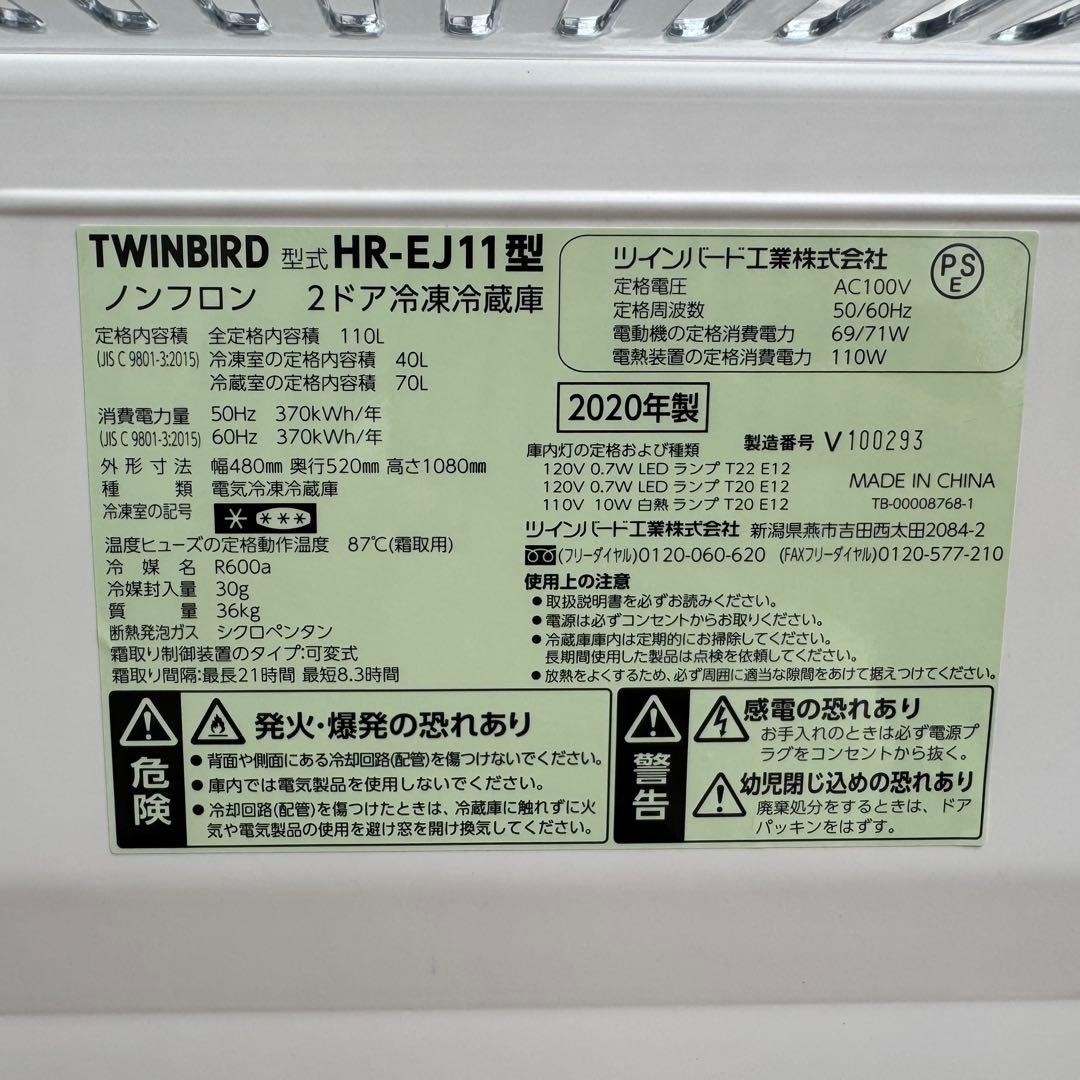 TWINBIRD 型式 HR-EJ11型
ノンフロン 2ドア冷凍冷蔵庫
定格内容積 全定格内容積 110L
(JIS C 9801-3:2015) 冷凍室の定格内容積 40L
冷蔵室の定格内容積 70L
消費電力量 50Hz 370kWh/年
(JIS C 9801-3:2015) 60Hz 370kWh/年
外形寸法 幅480mm 奥行520mm 高さ1080mm
種類 電気冷凍冷蔵庫
冷凍室の記号
温度ヒューズの定格動作温度 87℃(霜取用)
冷媒名 R600a
冷媒封入量 30g
質量 36kg
断熱発泡ガス シクロペンタン
霜取り制御装置のタイプ:可変式
霜取り間隔:最長21時間 最短8.3時間
ツインバード工業株式会社
定格電圧 AC100V
定格周波数 50/60Hz
電動機の定格消費電力 69/71W
電熱装置の定格消費電力 110W
PS
E
2020年製
製造番号 V100293
庫内灯の定格および種類
120V 0.7W LED ランプ T22 E12
120V 0.7W LED ランプ T20 E12
110V 10W 白熱 ランプ T20 E12
MADE IN CHINA
TB-00008768-1
ツインバード工業株式会社 新潟県燕市吉田西太田2084-2
(フリーダイヤル)0120-060-620 (FAXフリーダイヤル)0120-577-210
使用上の注意
●取扱説明書を必ずお読みください。
●電源は必ずコンセントからお取りください。
●冷蔵庫庫内は定期的にお掃除してください。
長期間使用した製品は点検を依頼してください。
●放熱をよくするため、必ず周囲に適当な隙間をあけて据えつけてください。
危険
発火・爆発の恐れあり
●背面や側面にある冷却回路(配管)を傷つけないでください。
●庫内では電気製品を使用しないでください。
●冷却回路(配管)を傷つけたときは、冷蔵庫に触れずに火
気や電気製品の使用を避け窓を開け換気してください。
警告
感電の恐れあり
お手入れのときは必ず電源プ
ラグをコンセントから抜く。
幼児閉じ込めの恐れあり
廃棄処分をするときは、ドア
パッキンをはずす。